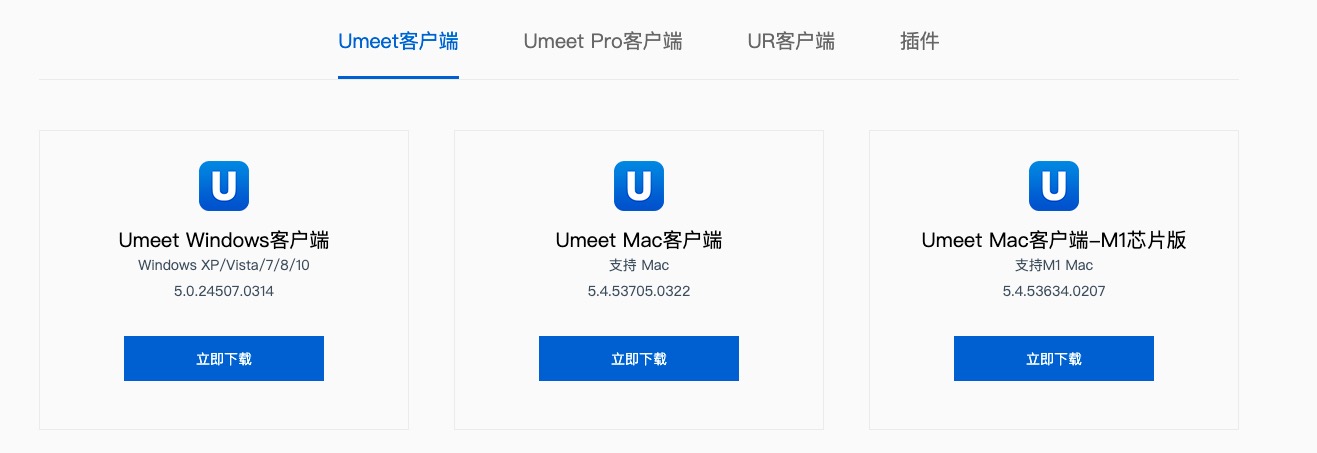 Umeet客户端
Umeet Pro客户端
UR客户端
插件
U
Umeet Windows客户端
Windows XP/Vista/7/8/10
5.0.24507.0314
立即下载
U
Umeet Mac客户端
支持 Mac
5.4.53705.0322
立即下载
U
Umeet Mac客户端-M1芯片版
支持M1 Mac
5.4.53634.0207
立即下载